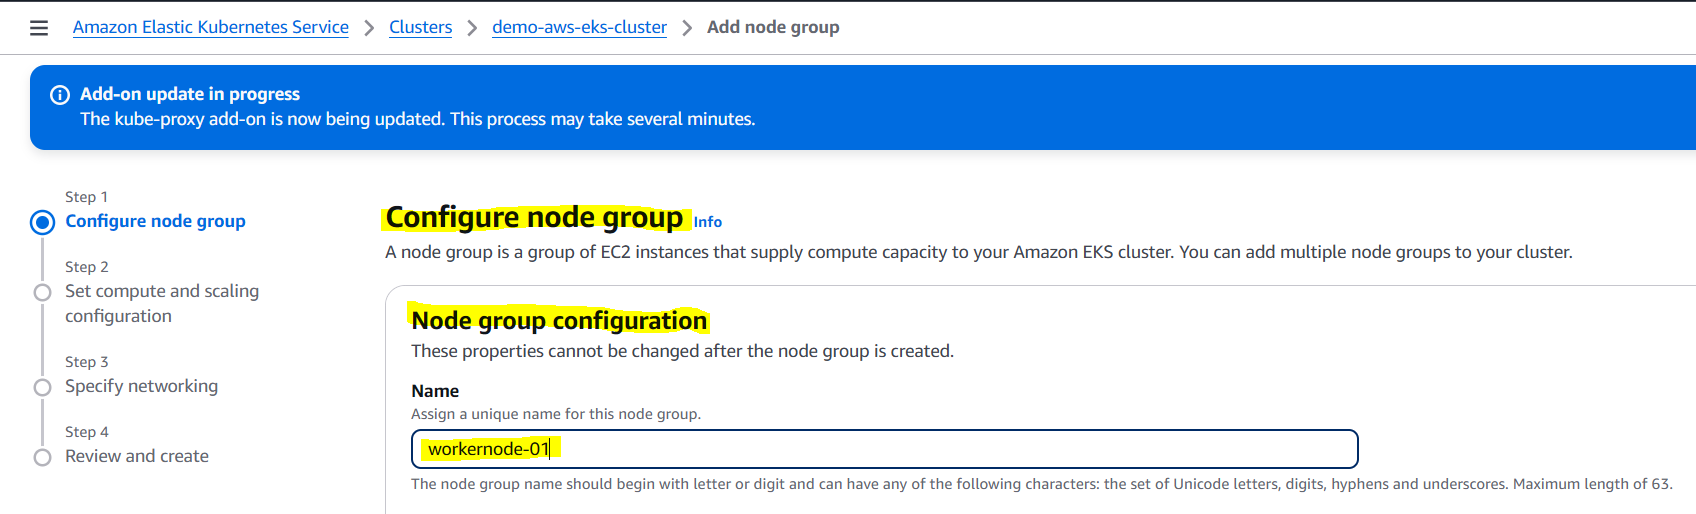 Amazon Elastic Kubernetes Service > Clusters > demo-aws-eks-cluster > Add node group
Add-on update in progress
The kube-proxy add-on is now being updated. This process may take several minutes.
Step 1
Configure node group
Step 2
Set compute and scaling
configuration
Step 3
Specify networking
Step 4
Review and create
Configure node group Info
A node group is a group of EC2 instances that supply compute capacity to your Amazon EKS cluster. You can add multiple node groups to your cluster.
Node group configuration
These properties cannot be changed after the node group is created.
Name
Assign a unique name for this node group.
workernode-01
The node group name should begin with letter or digit and can have any of the following characters: the set of Unicode letters, digits, hyphens and underscores. Maximum length of 63.